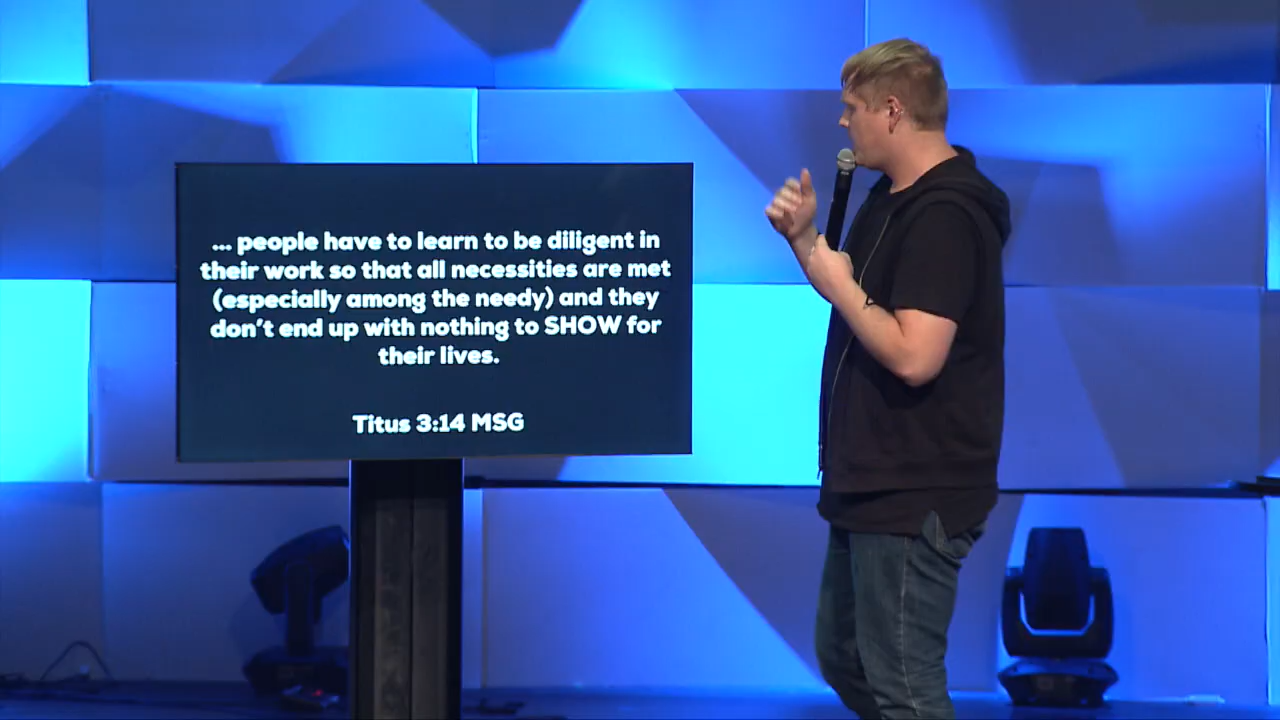 ... people have to learn to be diligent in
their work so that all necessities are met
(especially among the needy) and they
don't end up with nothing to SHOW for
their lives.
Titus 3:14 MSG